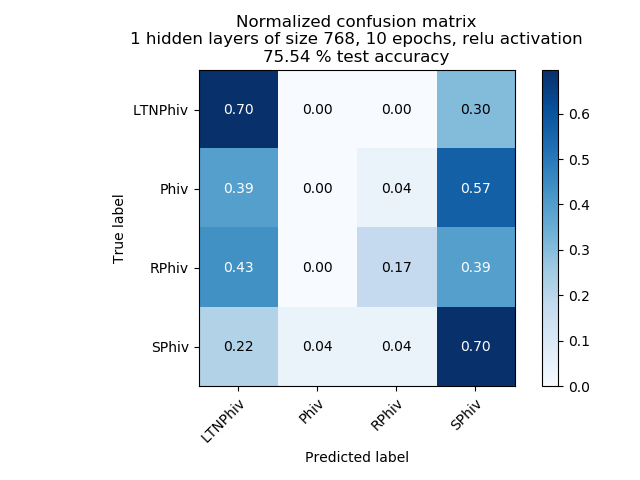 Normalized confusion matrix
1 hidden layers of size 768, 10 epochs, relu activation
75.54 % test accuracy
True label
LTNPhiv 0.70 0.00 0.00 0.30
Phiv 0.39 0.00 0.04 0.57
RPhiv 0.43 0.00 0.17 0.39
SPhiv 0.22 0.04 0.04 0.70
LTNPhiv Phiv RPhiv SPhiv
Predicted label
0.6
0.5
0.4
0.3
0.2
0.1
0.0